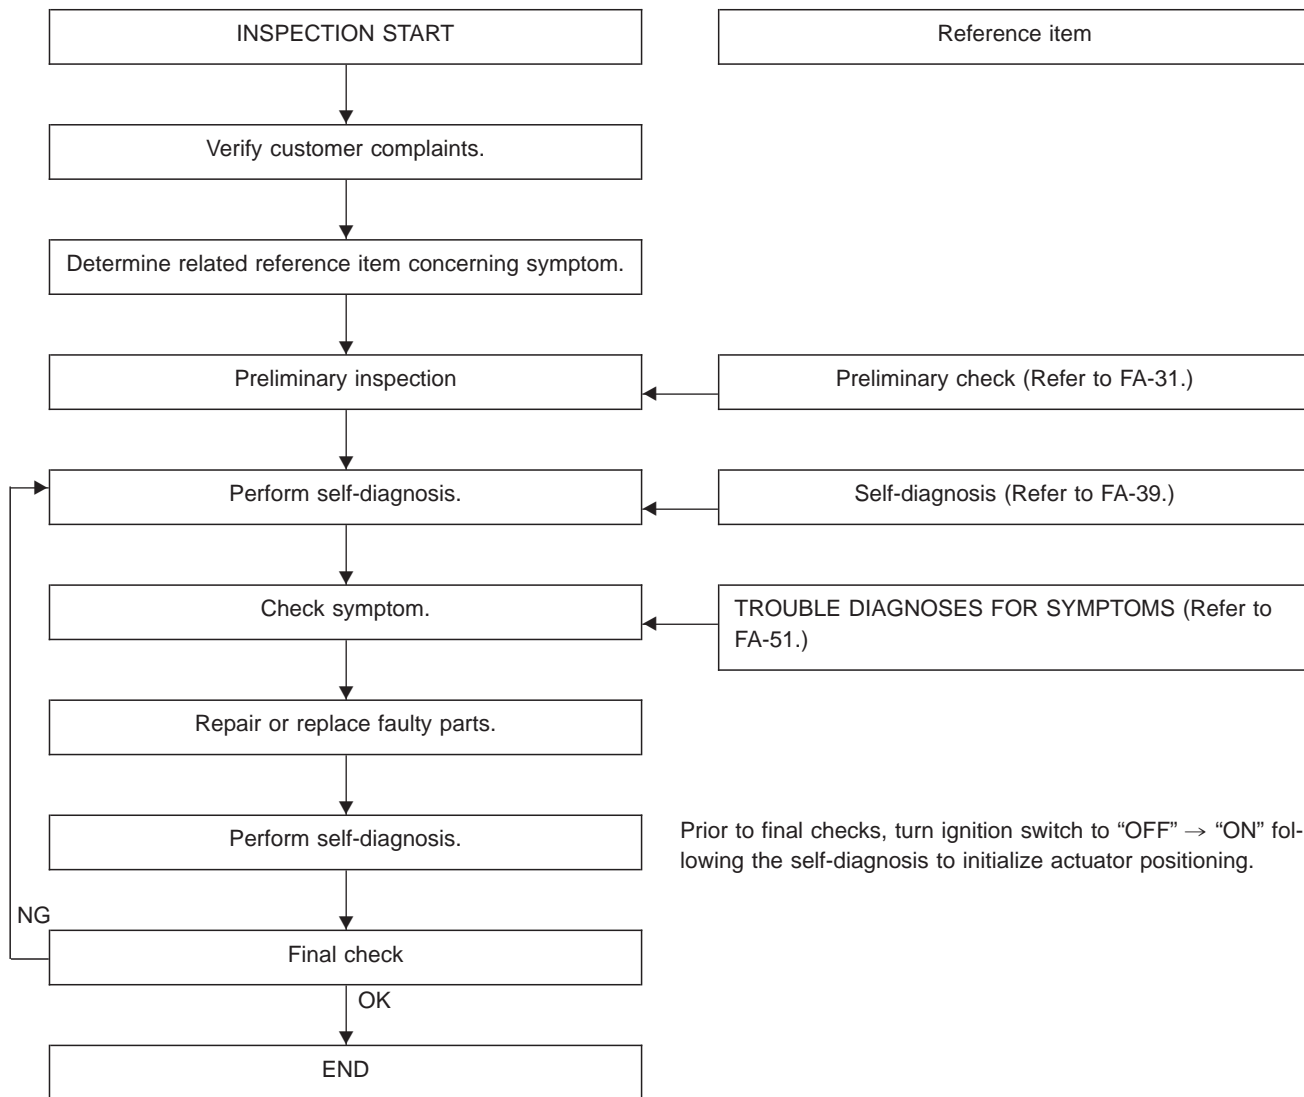 INSPECTION START
Reference item
Verify customer complaints.
Determine related reference item concerning symptom.
Preliminary inspection
Preliminary check (Refer to FA-31.)
Perform self-diagnosis.
Self-diagnosis (Refer to FA-39.)
Check symptom.
TROUBLE DIAGNOSES FOR SYMPTOMS (Refer to
FA-51.)
Repair or replace faulty parts.
Perform self-diagnosis.
Prior to final checks, turn ignition switch to “OFF” → “ON” fol-
lowing the self-diagnosis to initialize actuator positioning.
NG
Final check
OK
END